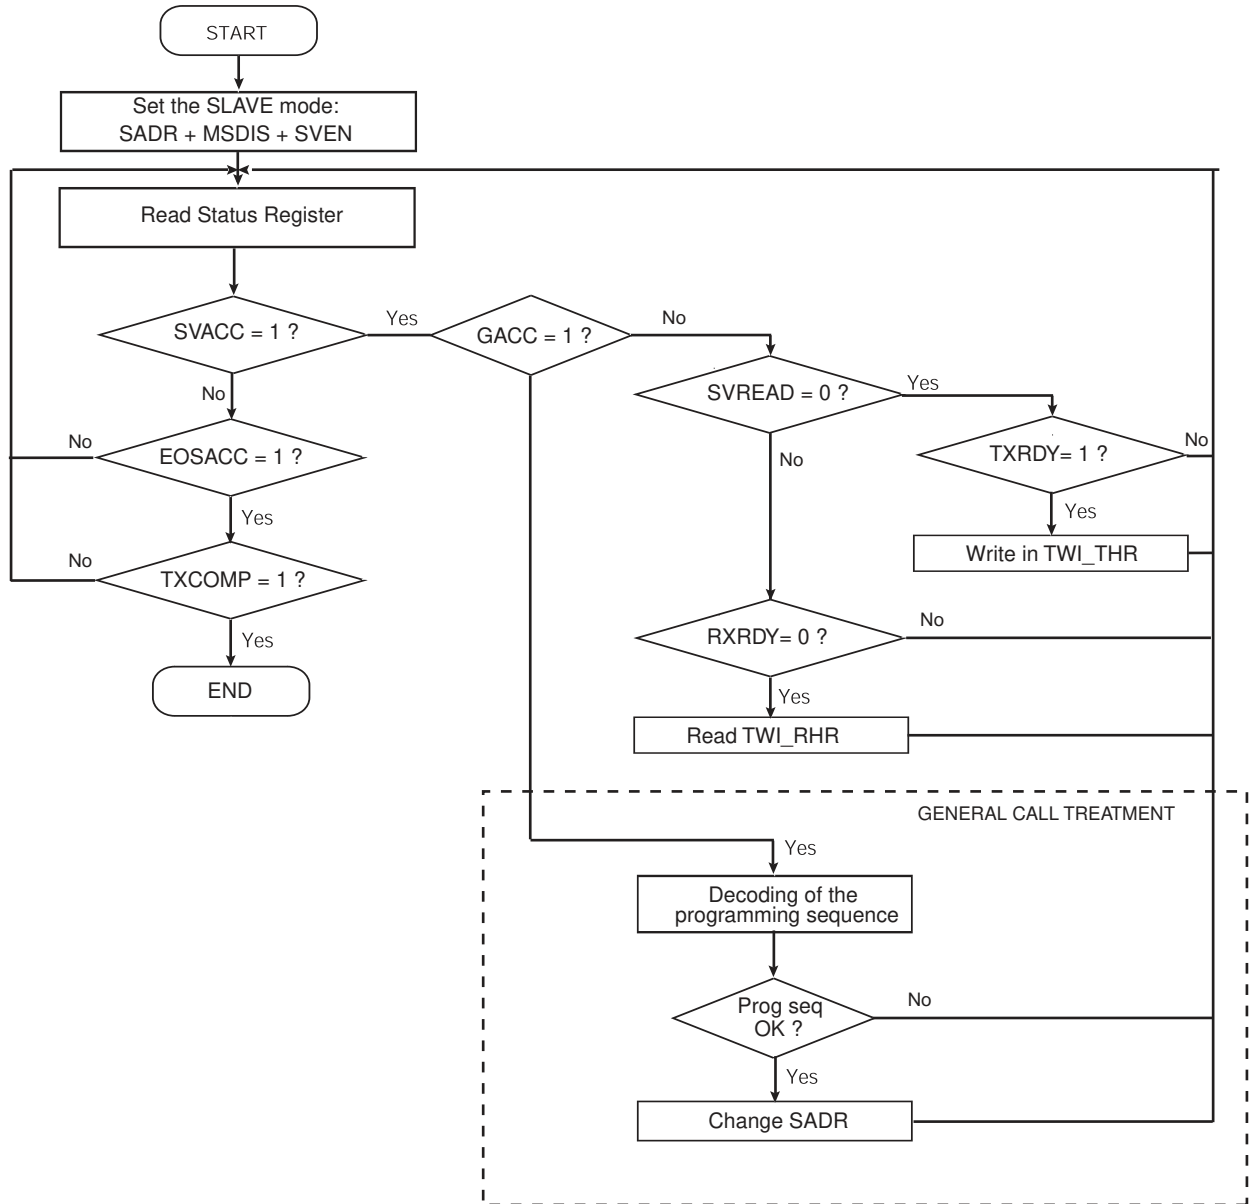 START
Set the SLAVE mode:
SADR + MSDIS + SVEN
Read Status Register
SVACC = 1 ?
Yes
GACC = 1 ?
No
SVREAD = 0 ?
Yes
No
EOSACC = 1 ?
No
TXRDY= 1 ?
No
No
Yes
Yes
Write in TWI_THR
TXCOMP = 1 ?
No
Yes
END
RXRDY= 0 ?
No
Yes
Read TWI_RHR
GENERAL CALL TREATMENT
Yes
Decoding of the
programming sequence
Prog seq
OK ?
No
Yes
Change SADR